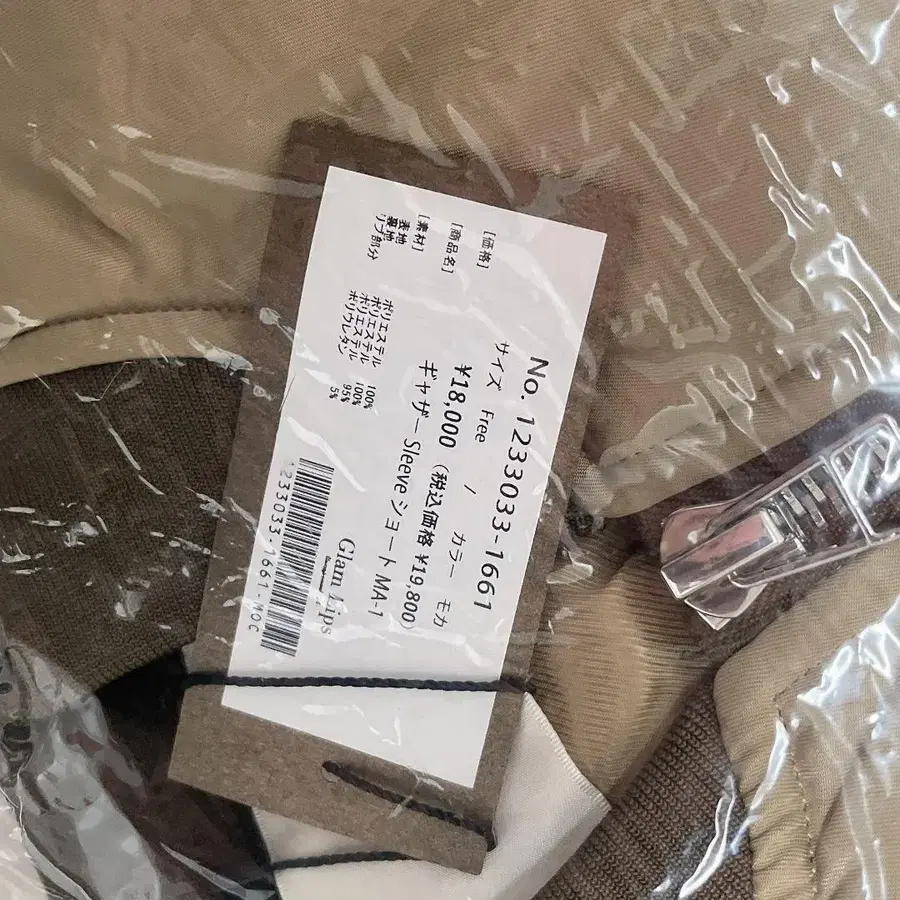 No. 1233033-1661
サイズ Free / カラー モカ
[価格] ¥18,000 (税込価格 ¥19,800)
[商品名] ギャザーSleeveショート MA-1
[素材]
表地 ポリエステル 100%
裏地 ポリエステル 100%
リブ部分 ポリエステル 95%
ポリウレタン 5%
Glam Lips
*1233033-1661-MOC